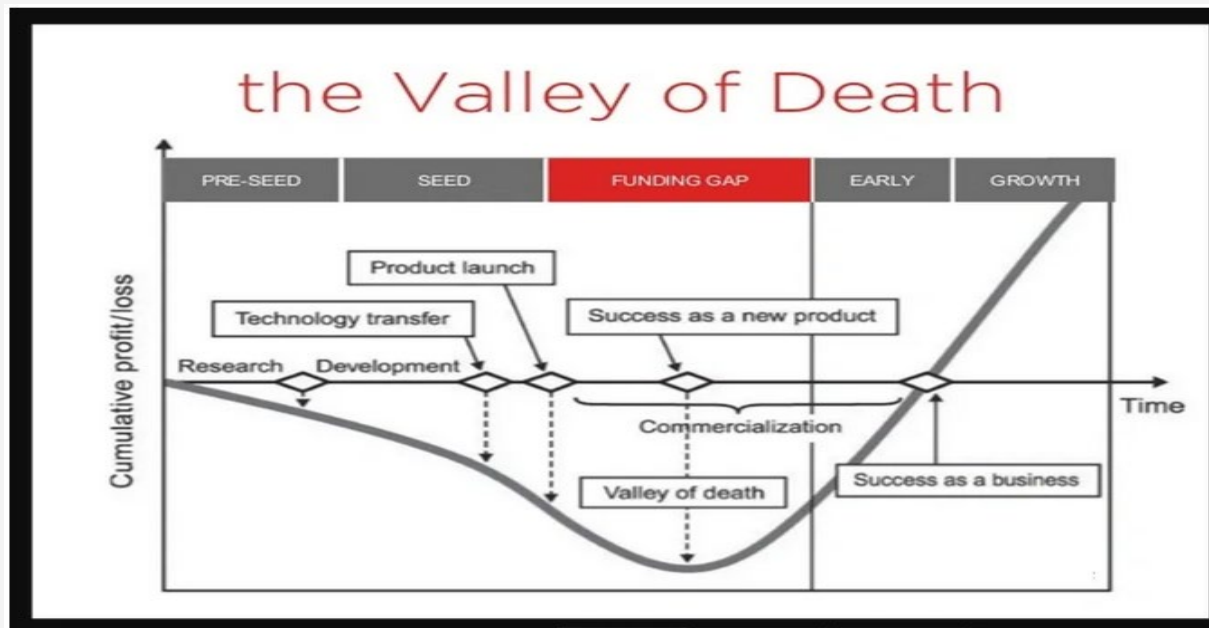 the Valley of Death
PRE-SEED
SEED
FUNDING GAP
EARLY
GROWTH
Product launch
Technology transfer
Success as a new product
Research
Development
Time
Commercialization
Cumulative profit/loss
Valley of death
Success as a business